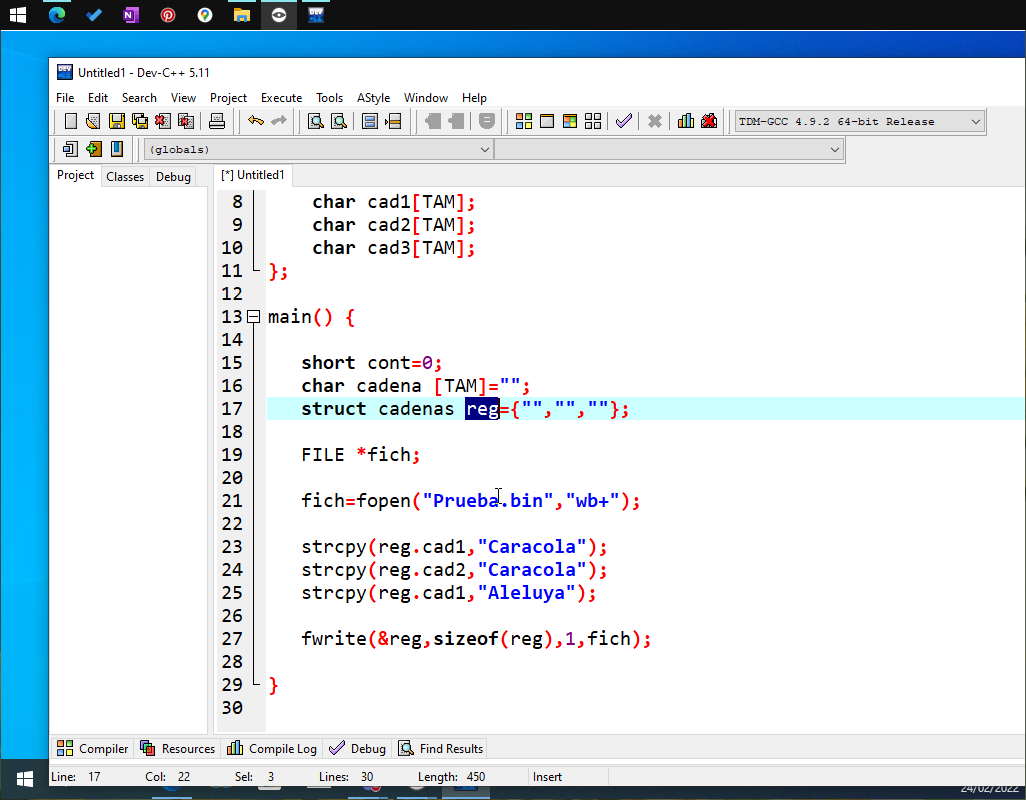 Untitled1 - Dev-C++ 5.11
File Edit Search View Project Execute Tools AStyle Window Help
TDM-GCC 4.9.2 64-bit Release
(globals)
Project Classes Debug [*] Untitled1
8 char cad1[TAM];
9 char cad2[TAM];
10 char cad3[TAM];
11 };
12
13 main() {
14
15 short cont=0;
16 char cadena [TAM]="";
17 struct cadenas reg={"","",""};
18
19 FILE *fich;
20
21 fich=fopen("Prueba.bin","wb+");
22
23 strcpy(reg.cad1,"Caracola");
24 strcpy(reg.cad2,"Caracola");
25 strcpy(reg.cad1,"Aleluya");
26
27 fwrite(&reg,sizeof(reg),1,fich);
28
29 }
30
Compiler Resources Compile Log Debug Find Results
Line: 17 Col: 22 Sel: 3 Lines: 30 Length: 450 Insert
24/02/2022